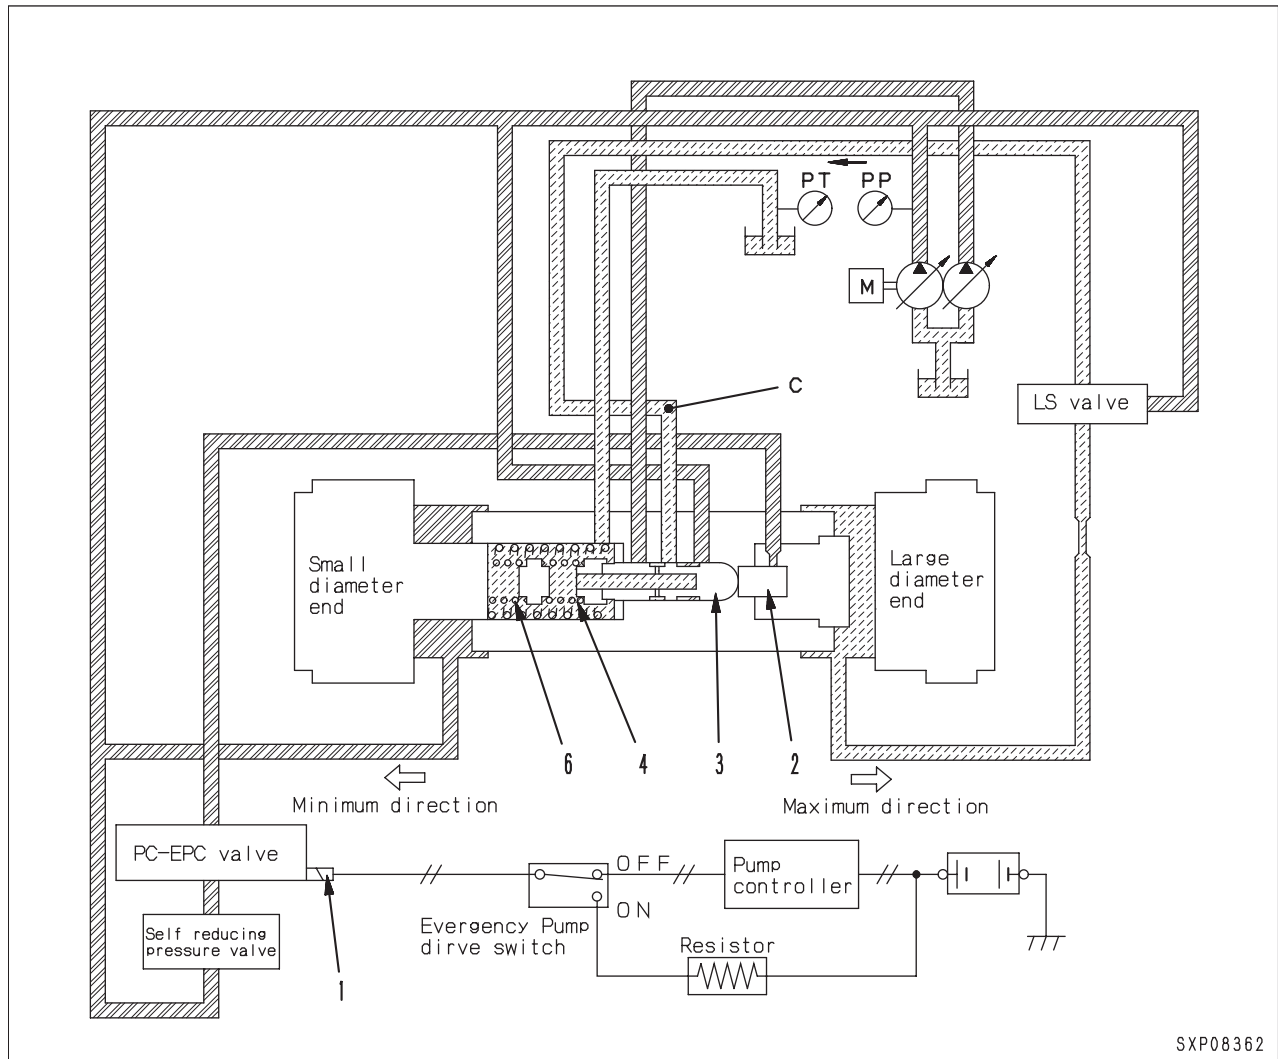 PT
PP
M
C
LS valve
Small
diameter
end
Large
diameter
end
6
4
3
2
Minimum direction
Maximum direction
PC-EPC valve
OFF
Pump
controller
ON
Evergency Pump
dirve switch
Self reducing
pressure valve
Resistor
1
SXP08362